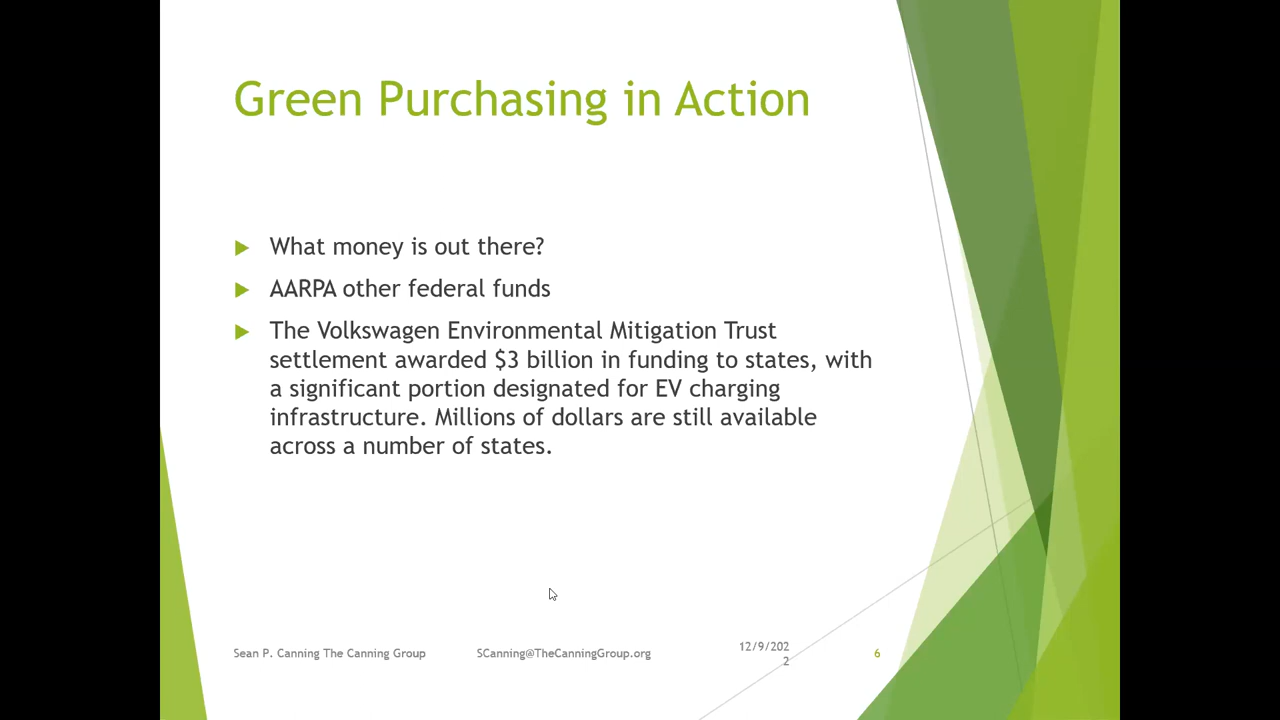 Green Purchasing in Action
What money is out there?
AARPA other federal funds
The Volkswagen Environmental Mitigation Trust
settlement awarded $3 billion in funding to states, with
a significant portion designated for EV charging
infrastructure. Millions of dollars are still available
across a number of states.
Sean P. Canning The Canning Group
SCanning@TheCanningGroup.org
12/9/202
2
6